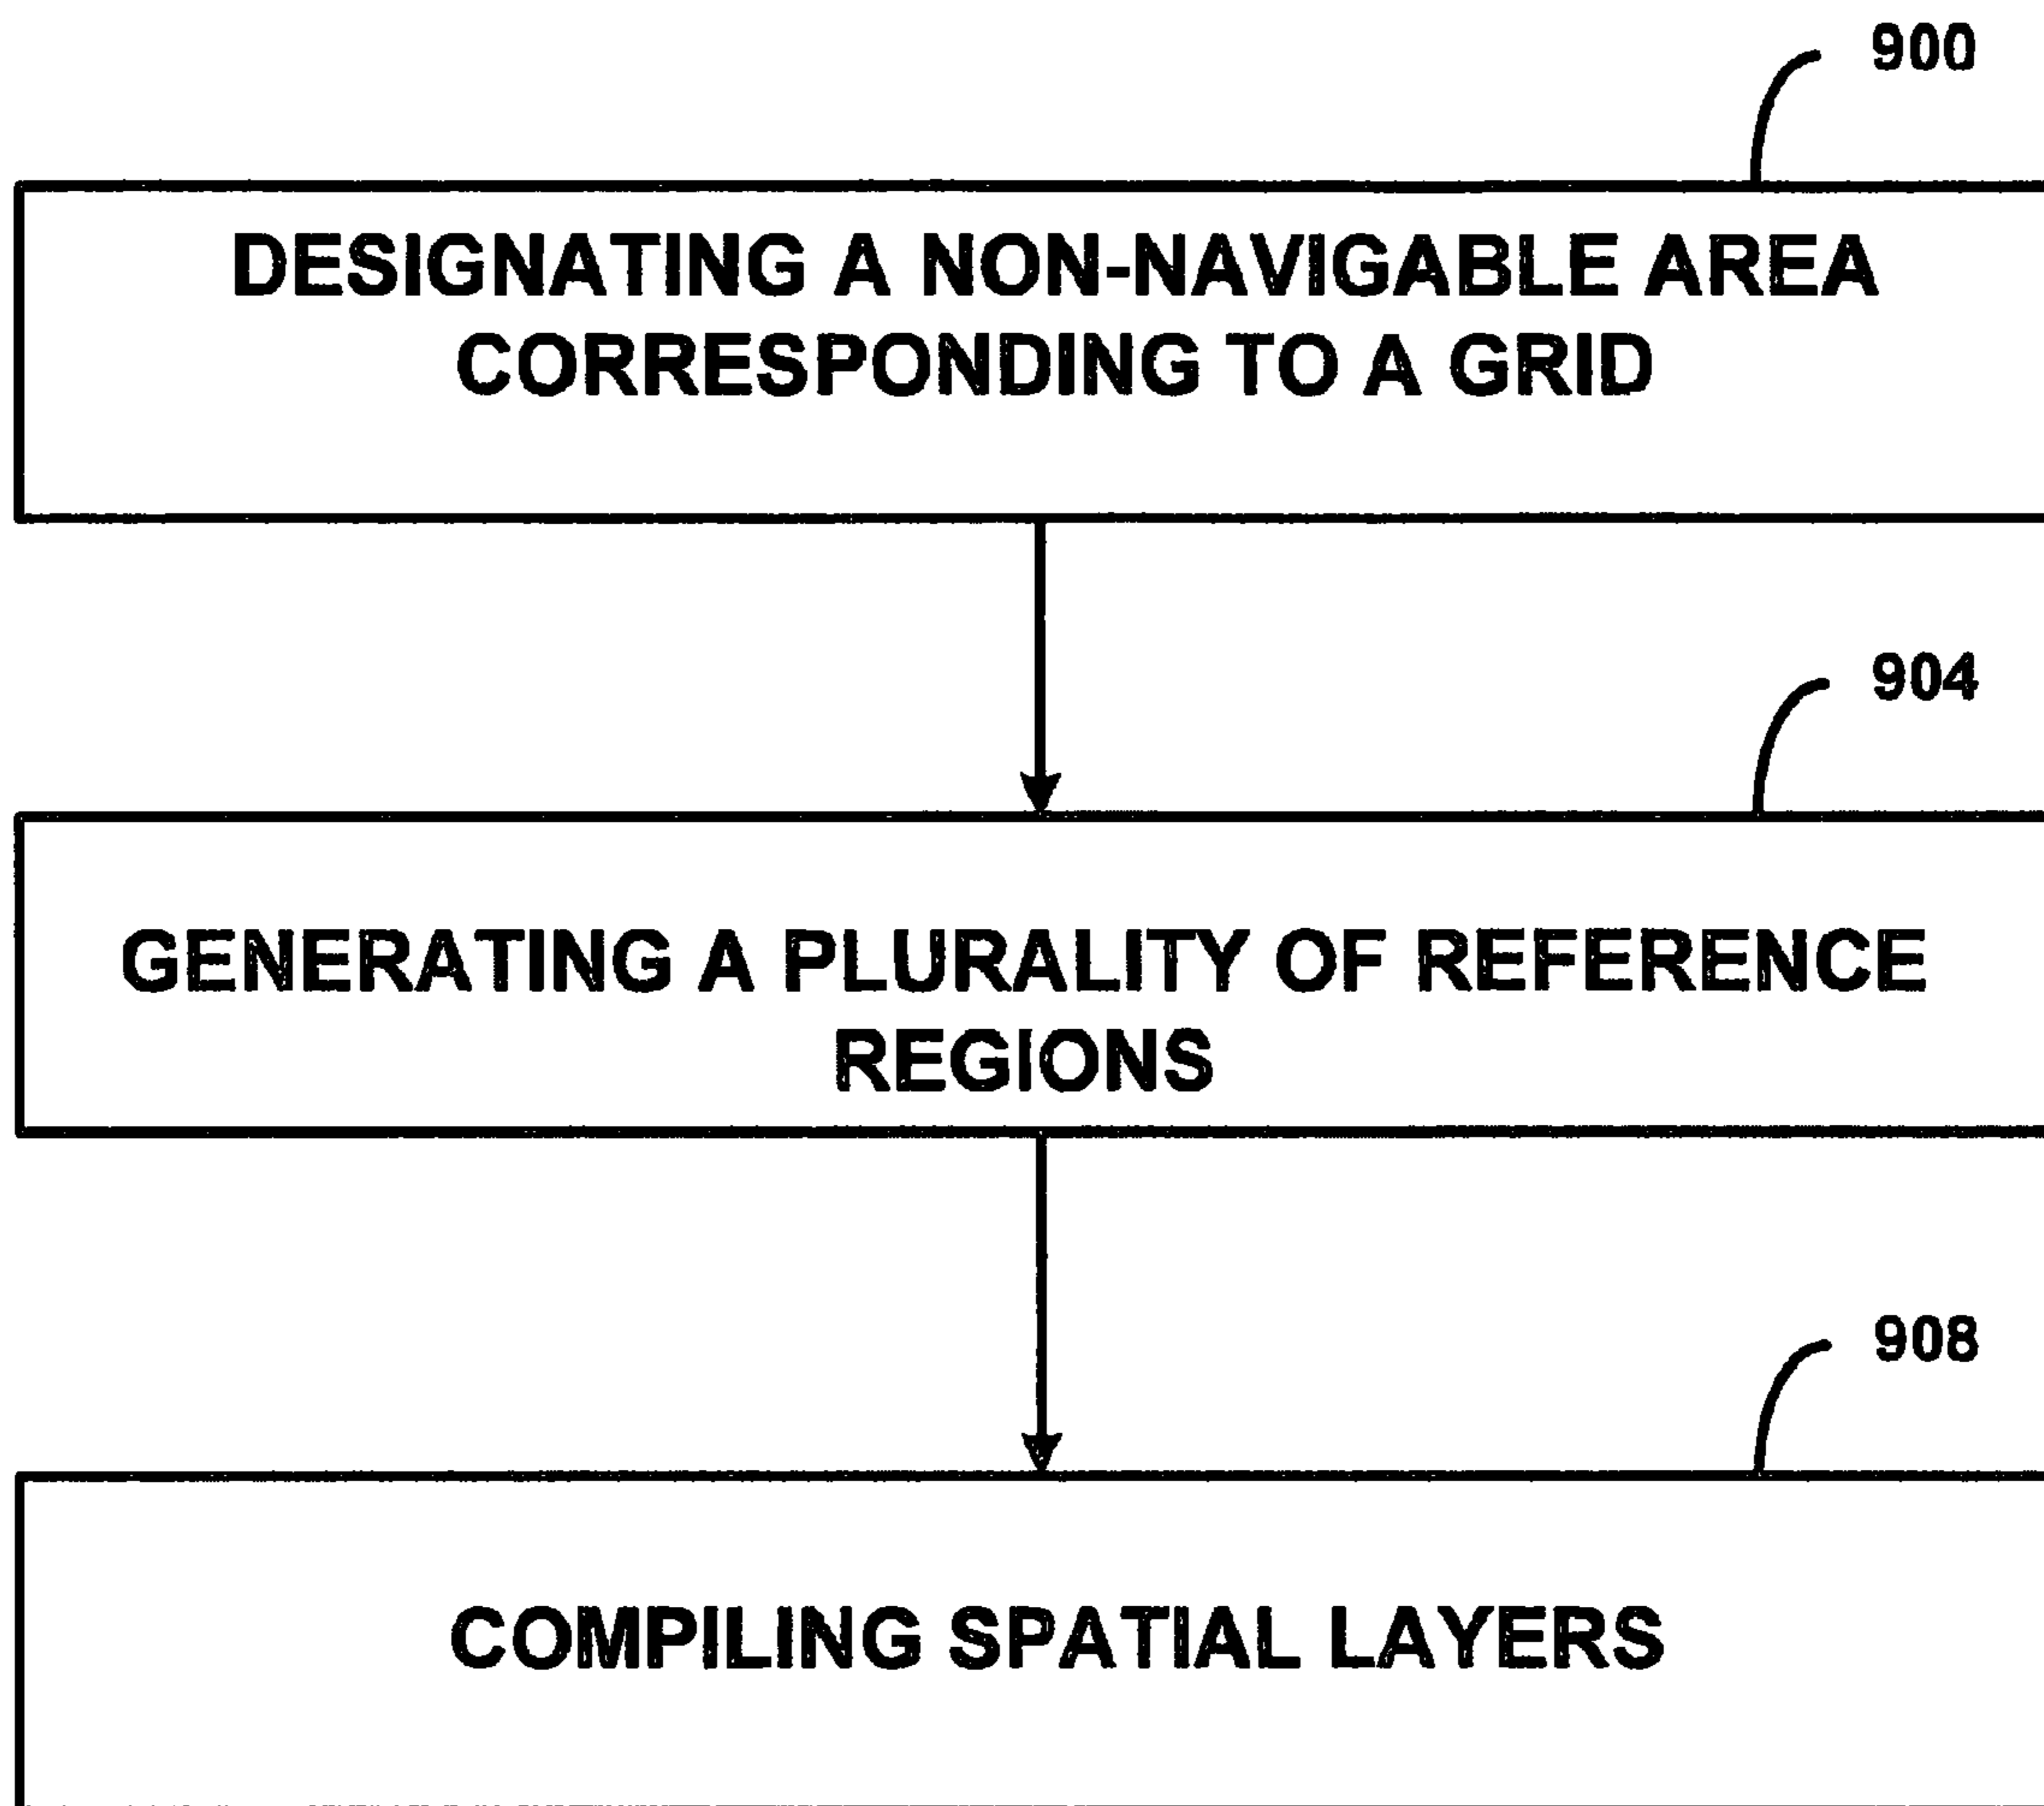 900
DESIGNATING A NON-NAVIGABLE AREA
CORRESPONDING TO A GRID
904
GENERATING A PLURALITY OF REFERENCE
REGIONS
908
COMPILING SPATIAL LAYERS